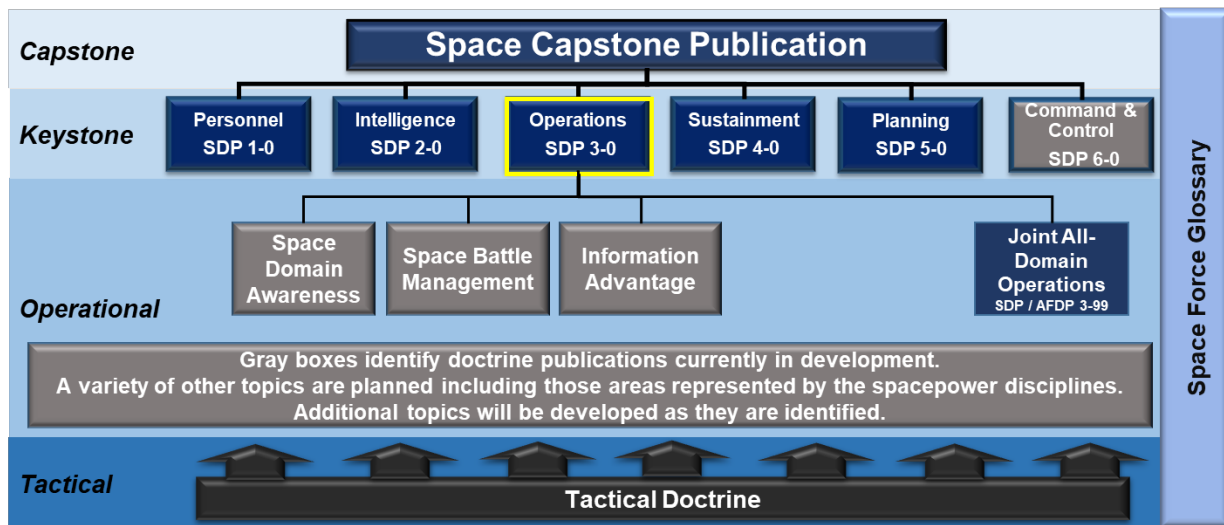 Capstone
Space Capstone Publication
Keystone
Personnel
SDP 1-0
Intelligence
SDP 2-0
Operations
SDP 3-0
Sustainment
SDP 4-0
Planning
SDP 5-0
Command &
Control
SDP 6-0
Operational
Space
Domain
Awareness
Space Battle
Management
Information
Advantage
Joint All-
Domain
Operations
SDP / AFDP 3-99
Gray boxes identify doctrine publications currently in development.
A variety of other topics are planned including those areas represented by the spacepower disciplines.
Additional topics will be developed as they are identified.
Tactical
Tactical Doctrine
Space Force Glossary